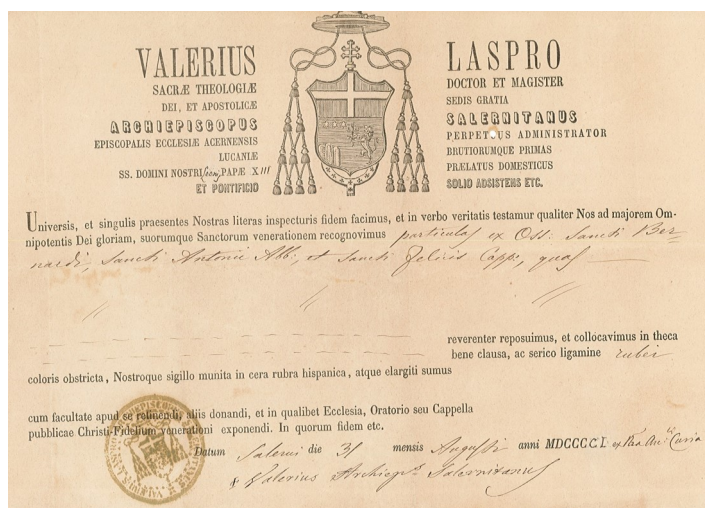 VALERIUS LASPRO
SACRÆ THEOLOGIÆ DOCTOR ET MAGISTER
DEI, ET APOSTOLICÆ SEDIS GRATIA
ARCHIEPISCOPUS SALERNITANUS
EPISCOPALIS ECCLESIÆ ACERNENSIS PERPETUUS ADMINISTRATOR
LUCANIÆ BRUTIORUMQUE PRIMAS
SS. DOMINI NOSTRI Leonis PAPÆ XIII PRÆLATUS DOMESTICUS
ET PONTIFICIO SOLIO ADSISTENS ETC.
Universis, et singulis praesentes Nostras literas inspecturis fidem facimus, et in verbo veritatis testamur qualiter Nos ad majorem Om-
nipotentis Dei gloriam, suorumque Sanctorum venerationem recognovimus particulas ex Oss: Sancti Ber=
nardi, Sancti Antonii Abb:, et Sancti Felicis Capp:, quas
reverenter reposuimus, et collocavimus in theca
bene clausa, ac serico ligamine rubri
coloris obstricta, Nostroque sigillo munita in cera rubra hispanica, atque elargiti sumus
cum facultate apud se retinendi, aliis donandi, et in qualibet Ecclesia, Oratorio seu Cappella
pubblicae Christi-Fidelium venerationi exponendi. In quorum fidem etc.
Datum Salerni die 31 mensis Augusti anni MDCCCCI ex Curia
Valerius Archiepus Salernitanus